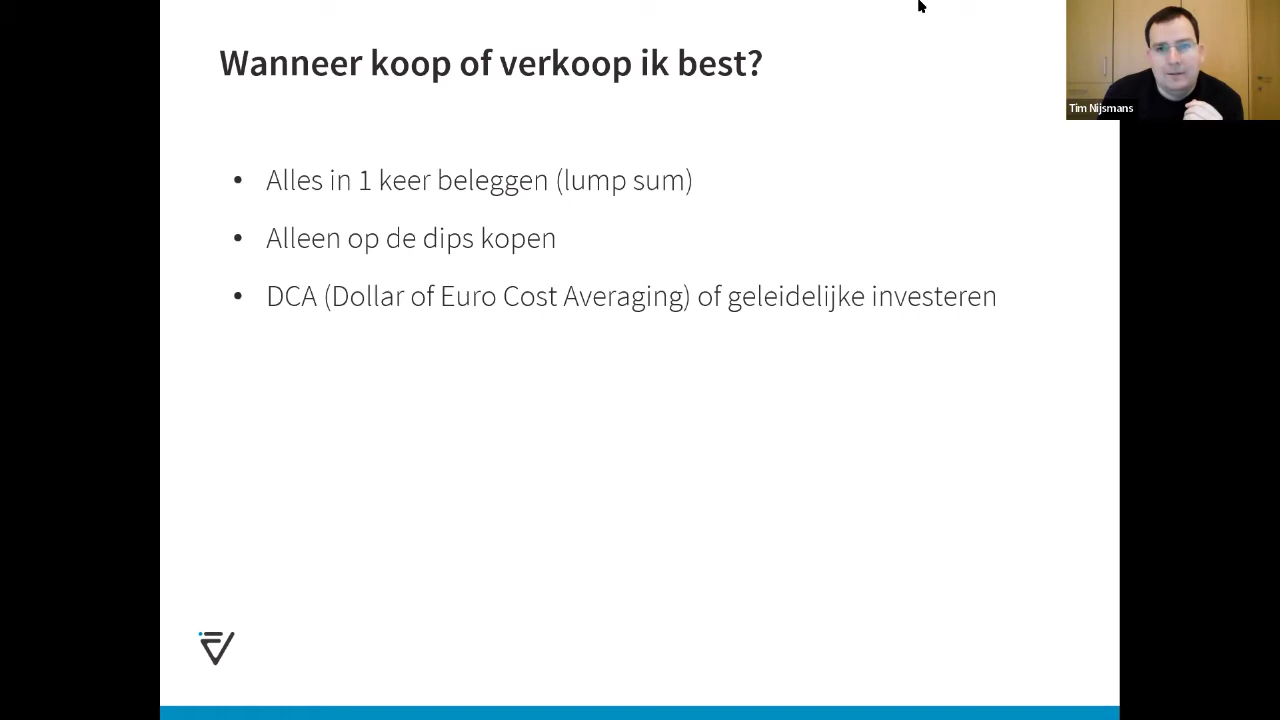 Wanneer koop of verkoop ik best?
Tim Nijsmans
• Alles in 1 keer beleggen (lump sum)
• Alleen op de dips kopen
• DCA (Dollar of Euro Cost Averaging) of geleidelijke investeren